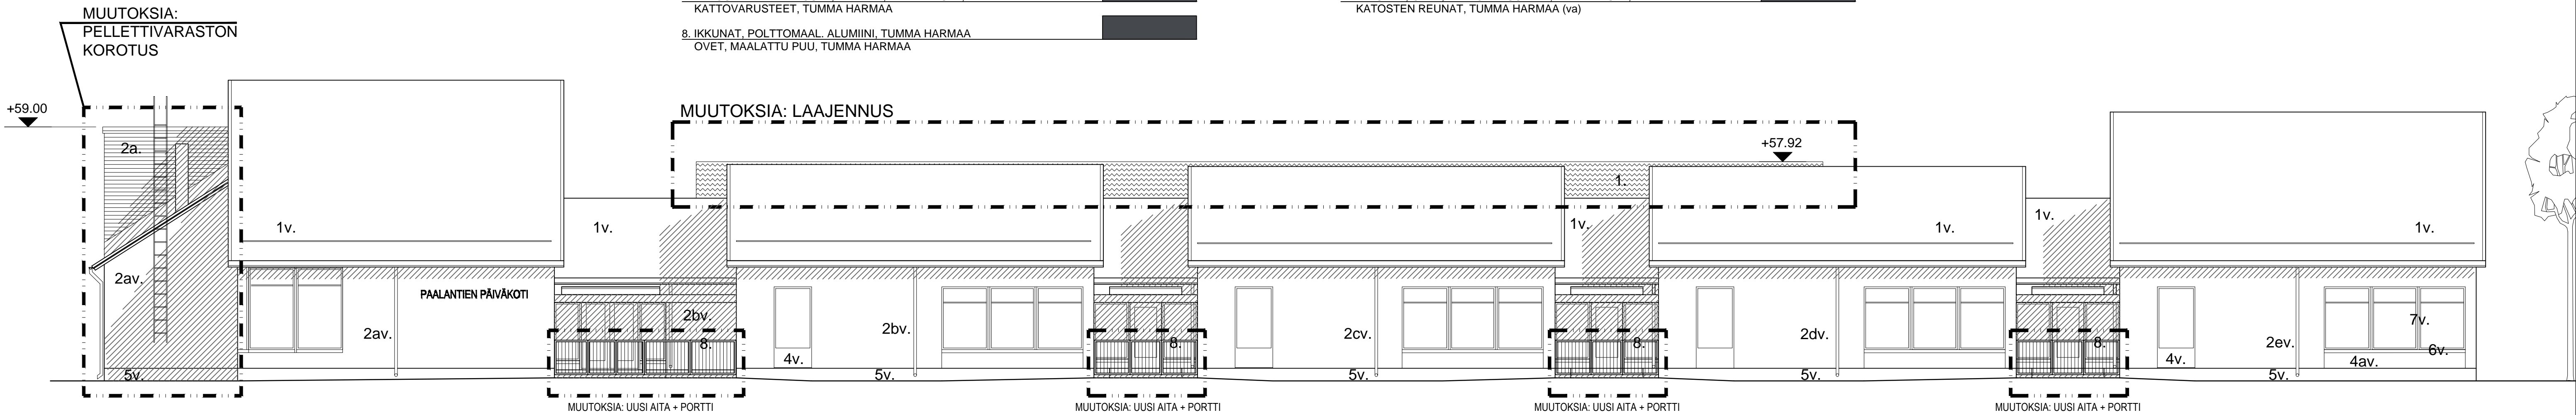 MUUTOKSIA:
PELLETTIVARASTON
KOROTUS
KATTOVARUSTEET, TUMMA HARMAA
8. IKKUNAT, POLTTOMAAL. ALUMIINI, TUMMA HARMAA
OVET, MAALATTU PUU, TUMMA HARMAA
KATOSTEN REUNAT, TUMMA HARMAA (va)
+59.00
MUUTOKSIA: LAAJENNUS
+57.92
2a.
1.
1v.
1v.
1v.
1v.
1v.
1v.
2av.
PAALANTIEN PÄIVÄKOTI
2av.
2bv.
8.
2bv.
4v.
8.
2cv.
8.
2dv.
8.
4v.
2ev.
7v.
6v.
4av.
5v.
5v.
5v.
5v.
5v.
MUUTOKSIA: UUSI AITA + PORTTI
MUUTOKSIA: UUSI AITA + PORTTI
MUUTOKSIA: UUSI AITA + PORTTI
MUUTOKSIA: UUSI AITA + PORTTI